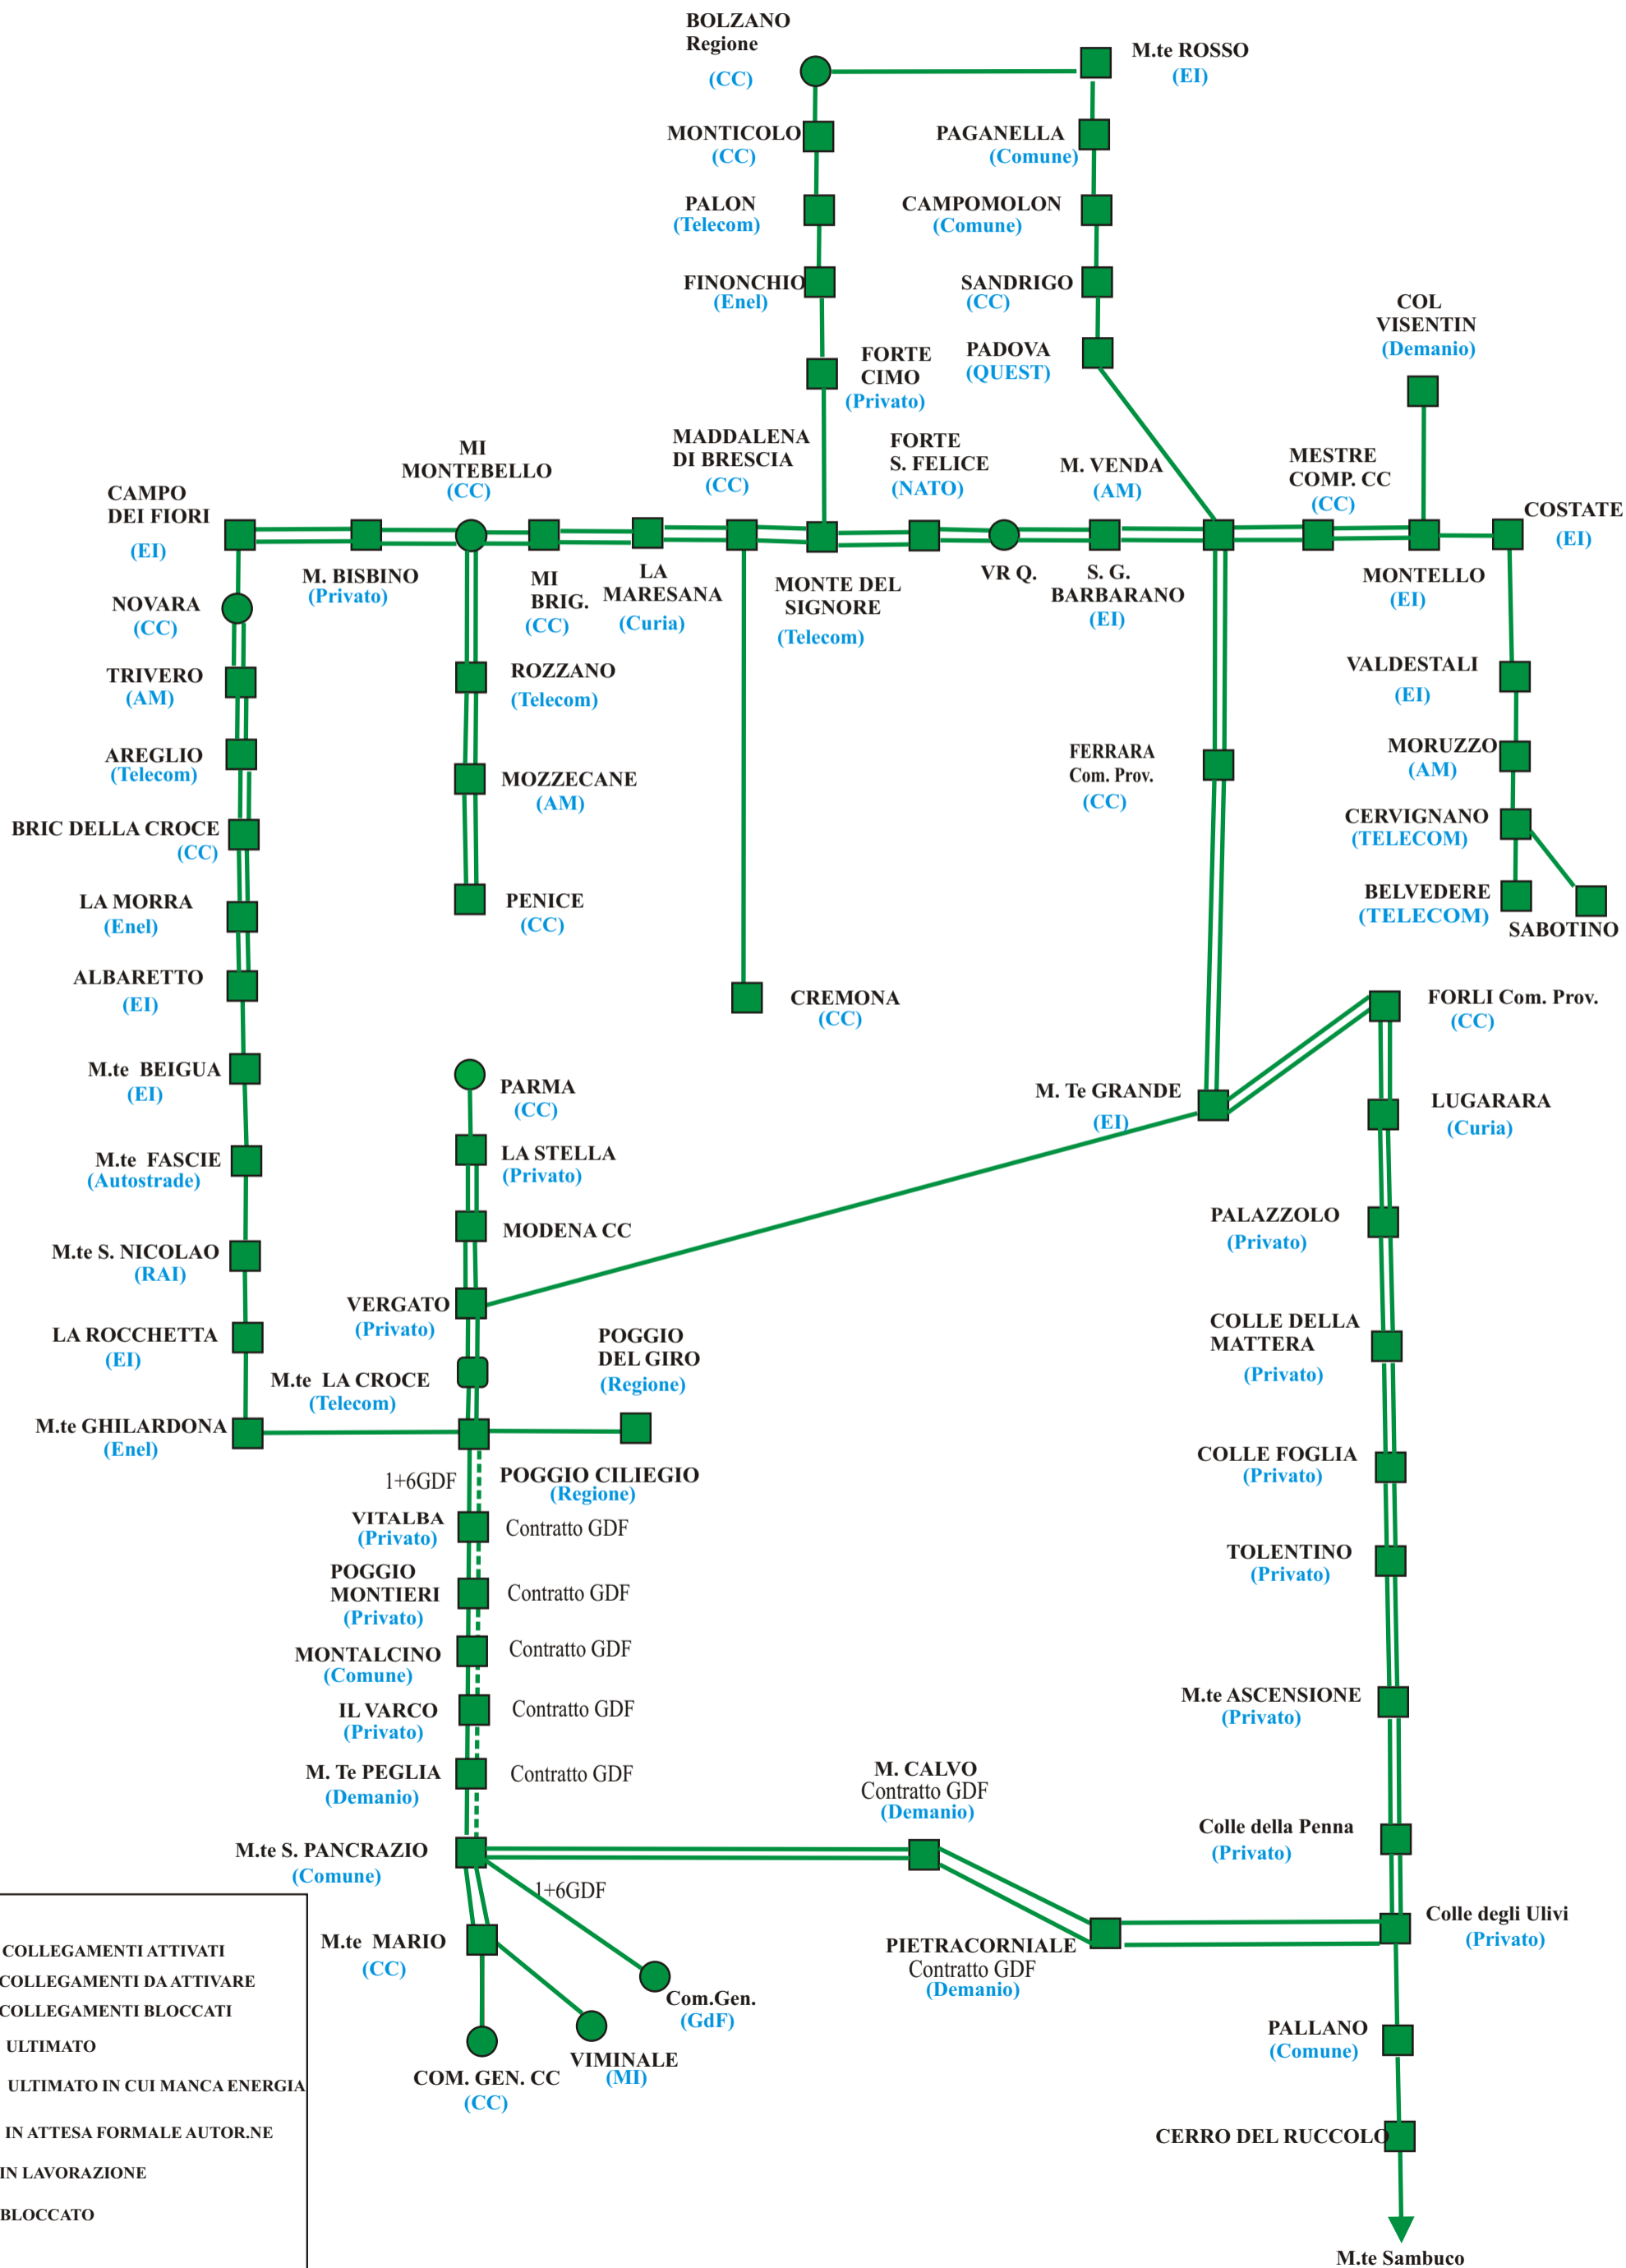 BOLZANO
Regione
(CC)
M.te ROSSO
(EI)
MONTICOLO
(CC)
PAGANELLA
(Comune)
PALON
(Telecom)
CAMPOMOLON
(Comune)
FINONCHIO
(Enel)
SANDRIGO
(CC)
COL
VISENTIN
(Demanio)
FORTE
CIMO
(Privato)
PADOVA
(QUEST)
CAMPO
DEI FIORI
(EI)
MI
MONTEBELLO
(CC)
MADDALENA
DI BRESCIA
(CC)
FORTE
S. FELICE
(NATO)
M. VENDA
(AM)
MESTRE
COMP. CC
(CC)
COSTATE
(EI)
M. BISBINO
(Privato)
MI
BRIG.
(CC)
LA
MARESANA
(Curia)
MONTE DEL
SIGNORE
(Telecom)
VR Q.
S. G.
BARBARANO
(EI)
MONTELLO
(EI)
NOVARA
(CC)
TRIVERO
(AM)
ROZZANO
(Telecom)
VALDESTALI
(EI)
AREGLIO
(Telecom)
MOZZECANE
(AM)
FERRARA
Com. Prov.
(CC)
MORUZZO
(AM)
BRIC DELLA CROCE
(CC)
CERVIGNANO
(TELECOM)
LA MORRA
(Enel)
PENICE
(CC)
BELVEDERE
(TELECOM)
SABOTINO
ALBARETTO
(EI)
CREMONA
(CC)
FORLI Com. Prov.
(CC)
M.te BEIGUA
(EI)
PARMA
(CC)
M. Te GRANDE
(EI)
LUGARARA
(Curia)
M.te FASCIE
(Autostrade)
LA STELLA
(Privato)
MODENA CC
PALAZZOLO
(Privato)
M.te S. NICOLAO
(RAI)
VERGATO
(Privato)
LA ROCCHETTA
(EI)
POGGIO
DEL GIRO
(Regione)
COLLE DELLA
MATTERA
(Privato)
M.te LA CROCE
(Telecom)
M.te GHILARDONA
(Enel)
1+6GDF
POGGIO CILIEGIO
(Regione)
COLLE FOGLIA
(Privato)
VITALBA
(Privato)
Contratto GDF
POGGIO
MONTIERI
(Privato)
Contratto GDF
TOLENTINO
(Privato)
MONTALCINO
(Comune)
Contratto GDF
IL VARCO
(Privato)
Contratto GDF
M.te ASCENSIONE
(Privato)
M. Te PEGLIA
(Demanio)
Contratto GDF
M. CALVO
Contratto GDF
(Demanio)
Colle della Penna
(Privato)
M.te S. PANCRAZIO
(Comune)
1+6GDF
M.te MARIO
(CC)
PIETRACORNIALE
Contratto GDF
(Demanio)
Colle degli Ulivi
(Privato)
Com.Gen.
(GdF)
VIMINALE
(MI)
COM. GEN. CC
(CC)
PALLANO
(Comune)
CERRO DEL RUCCOLO
M.te Sambuco
COLLEGAMENTI ATTIVATI
COLLEGAMENTI DA ATTIVARE
COLLEGAMENTI BLOCCATI
ULTIMATO
ULTIMATO IN CUI MANCA ENERGIA
IN ATTESA FORMALE AUTOR.NE
IN LAVORAZIONE
BLOCCATO